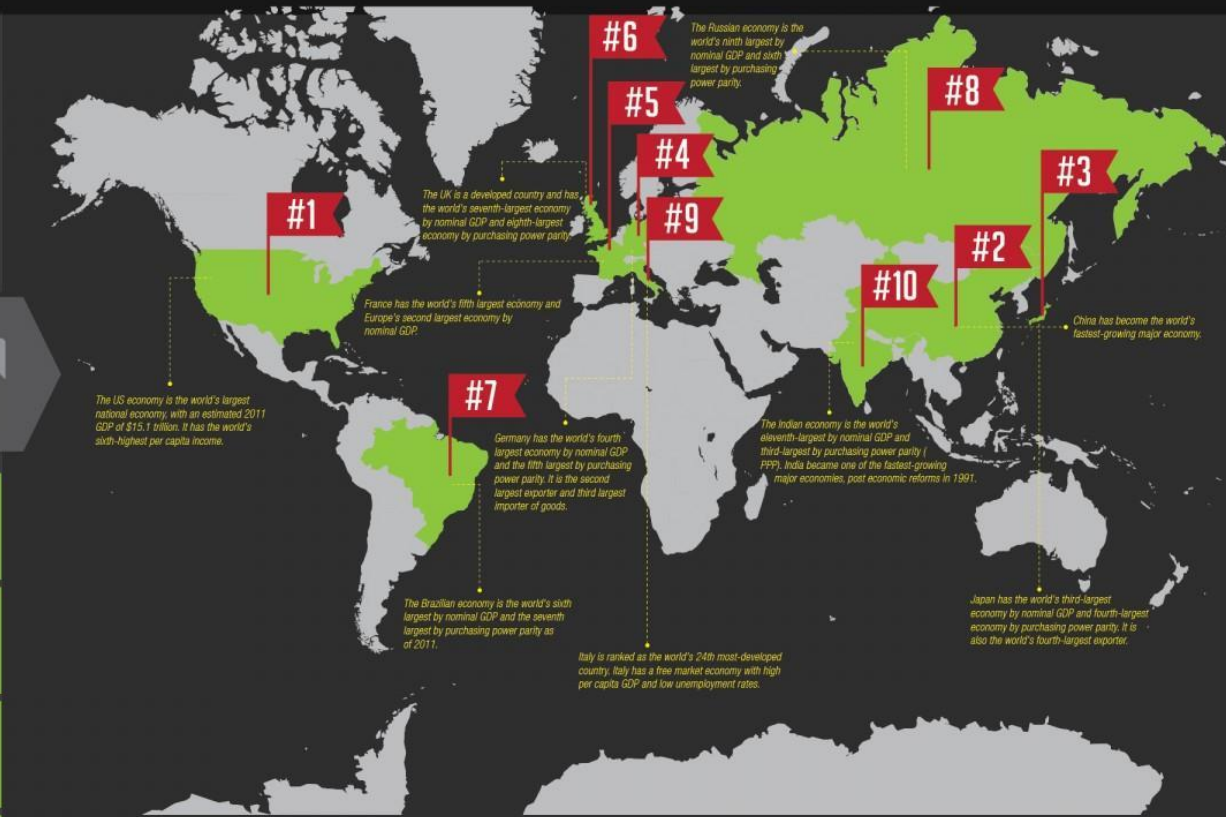 #6
The Russian economy is the
world's ninth largest by
nominal GDP and sixth
largest by purchasing
power parity.
#8
#5
#4
#3
The UK is a developed country and has
the world's seventh-largest economy
by nominal GDP and eighth-largest
economy by purchasing power parity.
#1
#9
#2
#10
France has the world's fifth largest economy and
Europe's second largest economy by
nominal GDP.
China has become the world's
fastest-growing major economy.
The US economy is the world's largest
national economy, with an estimated 2011
GDP of $15.1 trillion. It has the world's
sixth-highest per capita income.
#7
Germany has the world's fourth
largest economy by nominal GDP
and the fifth largest by purchasing
power parity. It is the second
largest exporter and third largest
importer of goods.
The Indian economy is the world's
eleventh-largest by nominal GDP and
third-largest by purchasing power parity (
PPP). India became one of the fastest-growing
major economies, post economic reforms in 1991.
The Brazilian economy is the world's sixth
largest by nominal GDP and the seventh
largest by purchasing power parity as
of 2011.
Japan has the world's third-largest
economy by nominal GDP and fourth-largest
economy by purchasing power parity. It is
also the world's fourth-largest exporter.
Italy is ranked as the world's 24th most-developed
country. Italy has a free market economy with high
per capita GDP and low unemployment rates.